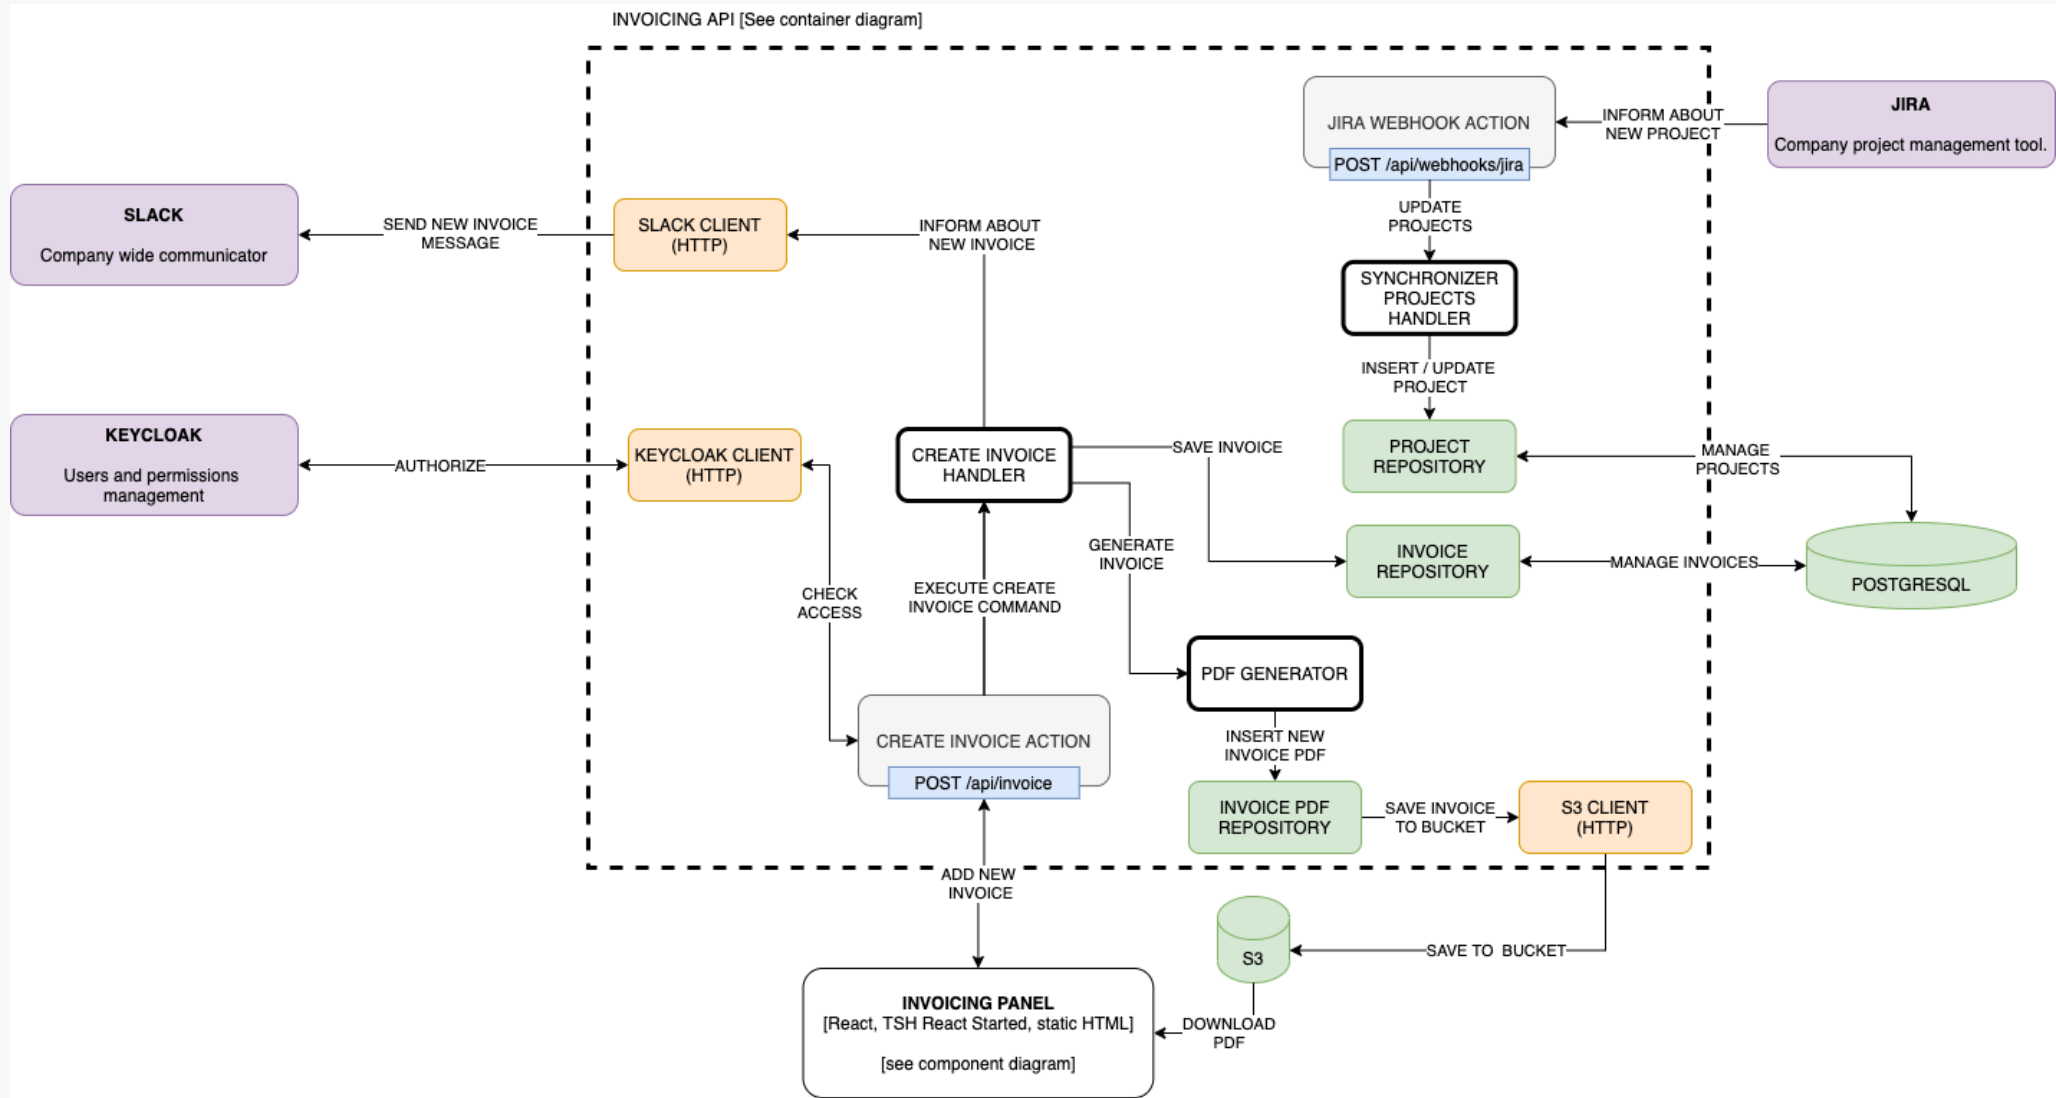 INVOICING API [See container diagram]
JIRA WEBHOOK ACTION
POST /api/webhooks/jira
INFORM ABOUT
NEW PROJECT
JIRA
Company project management tool.
UPDATE
PROJECTS
SLACK
Company wide communicator
SEND NEW INVOICE
MESSAGE
SLACK CLIENT
(HTTP)
INFORM ABOUT
NEW INVOICE
SYNCHRONIZER
PROJECTS
HANDLER
INSERT / UPDATE
PROJECT
KEYCLOAK
Users and permissions
management
AUTHORIZE
KEYCLOAK CLIENT
(HTTP)
CREATE INVOICE
HANDLER
SAVE INVOICE
PROJECT
REPOSITORY
MANAGE
PROJECTS
GENERATE
INVOICE
INVOICE
REPOSITORY
MANAGE INVOICES
POSTGRESQL
CHECK
ACCESS
EXECUTE CREATE
INVOICE COMMAND
PDF GENERATOR
CREATE INVOICE ACTION
POST /api/invoice
INSERT NEW
INVOICE PDF
INVOICE PDF
REPOSITORY
SAVE INVOICE
TO BUCKET
S3 CLIENT
(HTTP)
ADD NEW
INVOICE
S3
SAVE TO BUCKET
INVOICING PANEL
[React, TSH React Started, static HTML]
[see component diagram]
DOWNLOAD
PDF